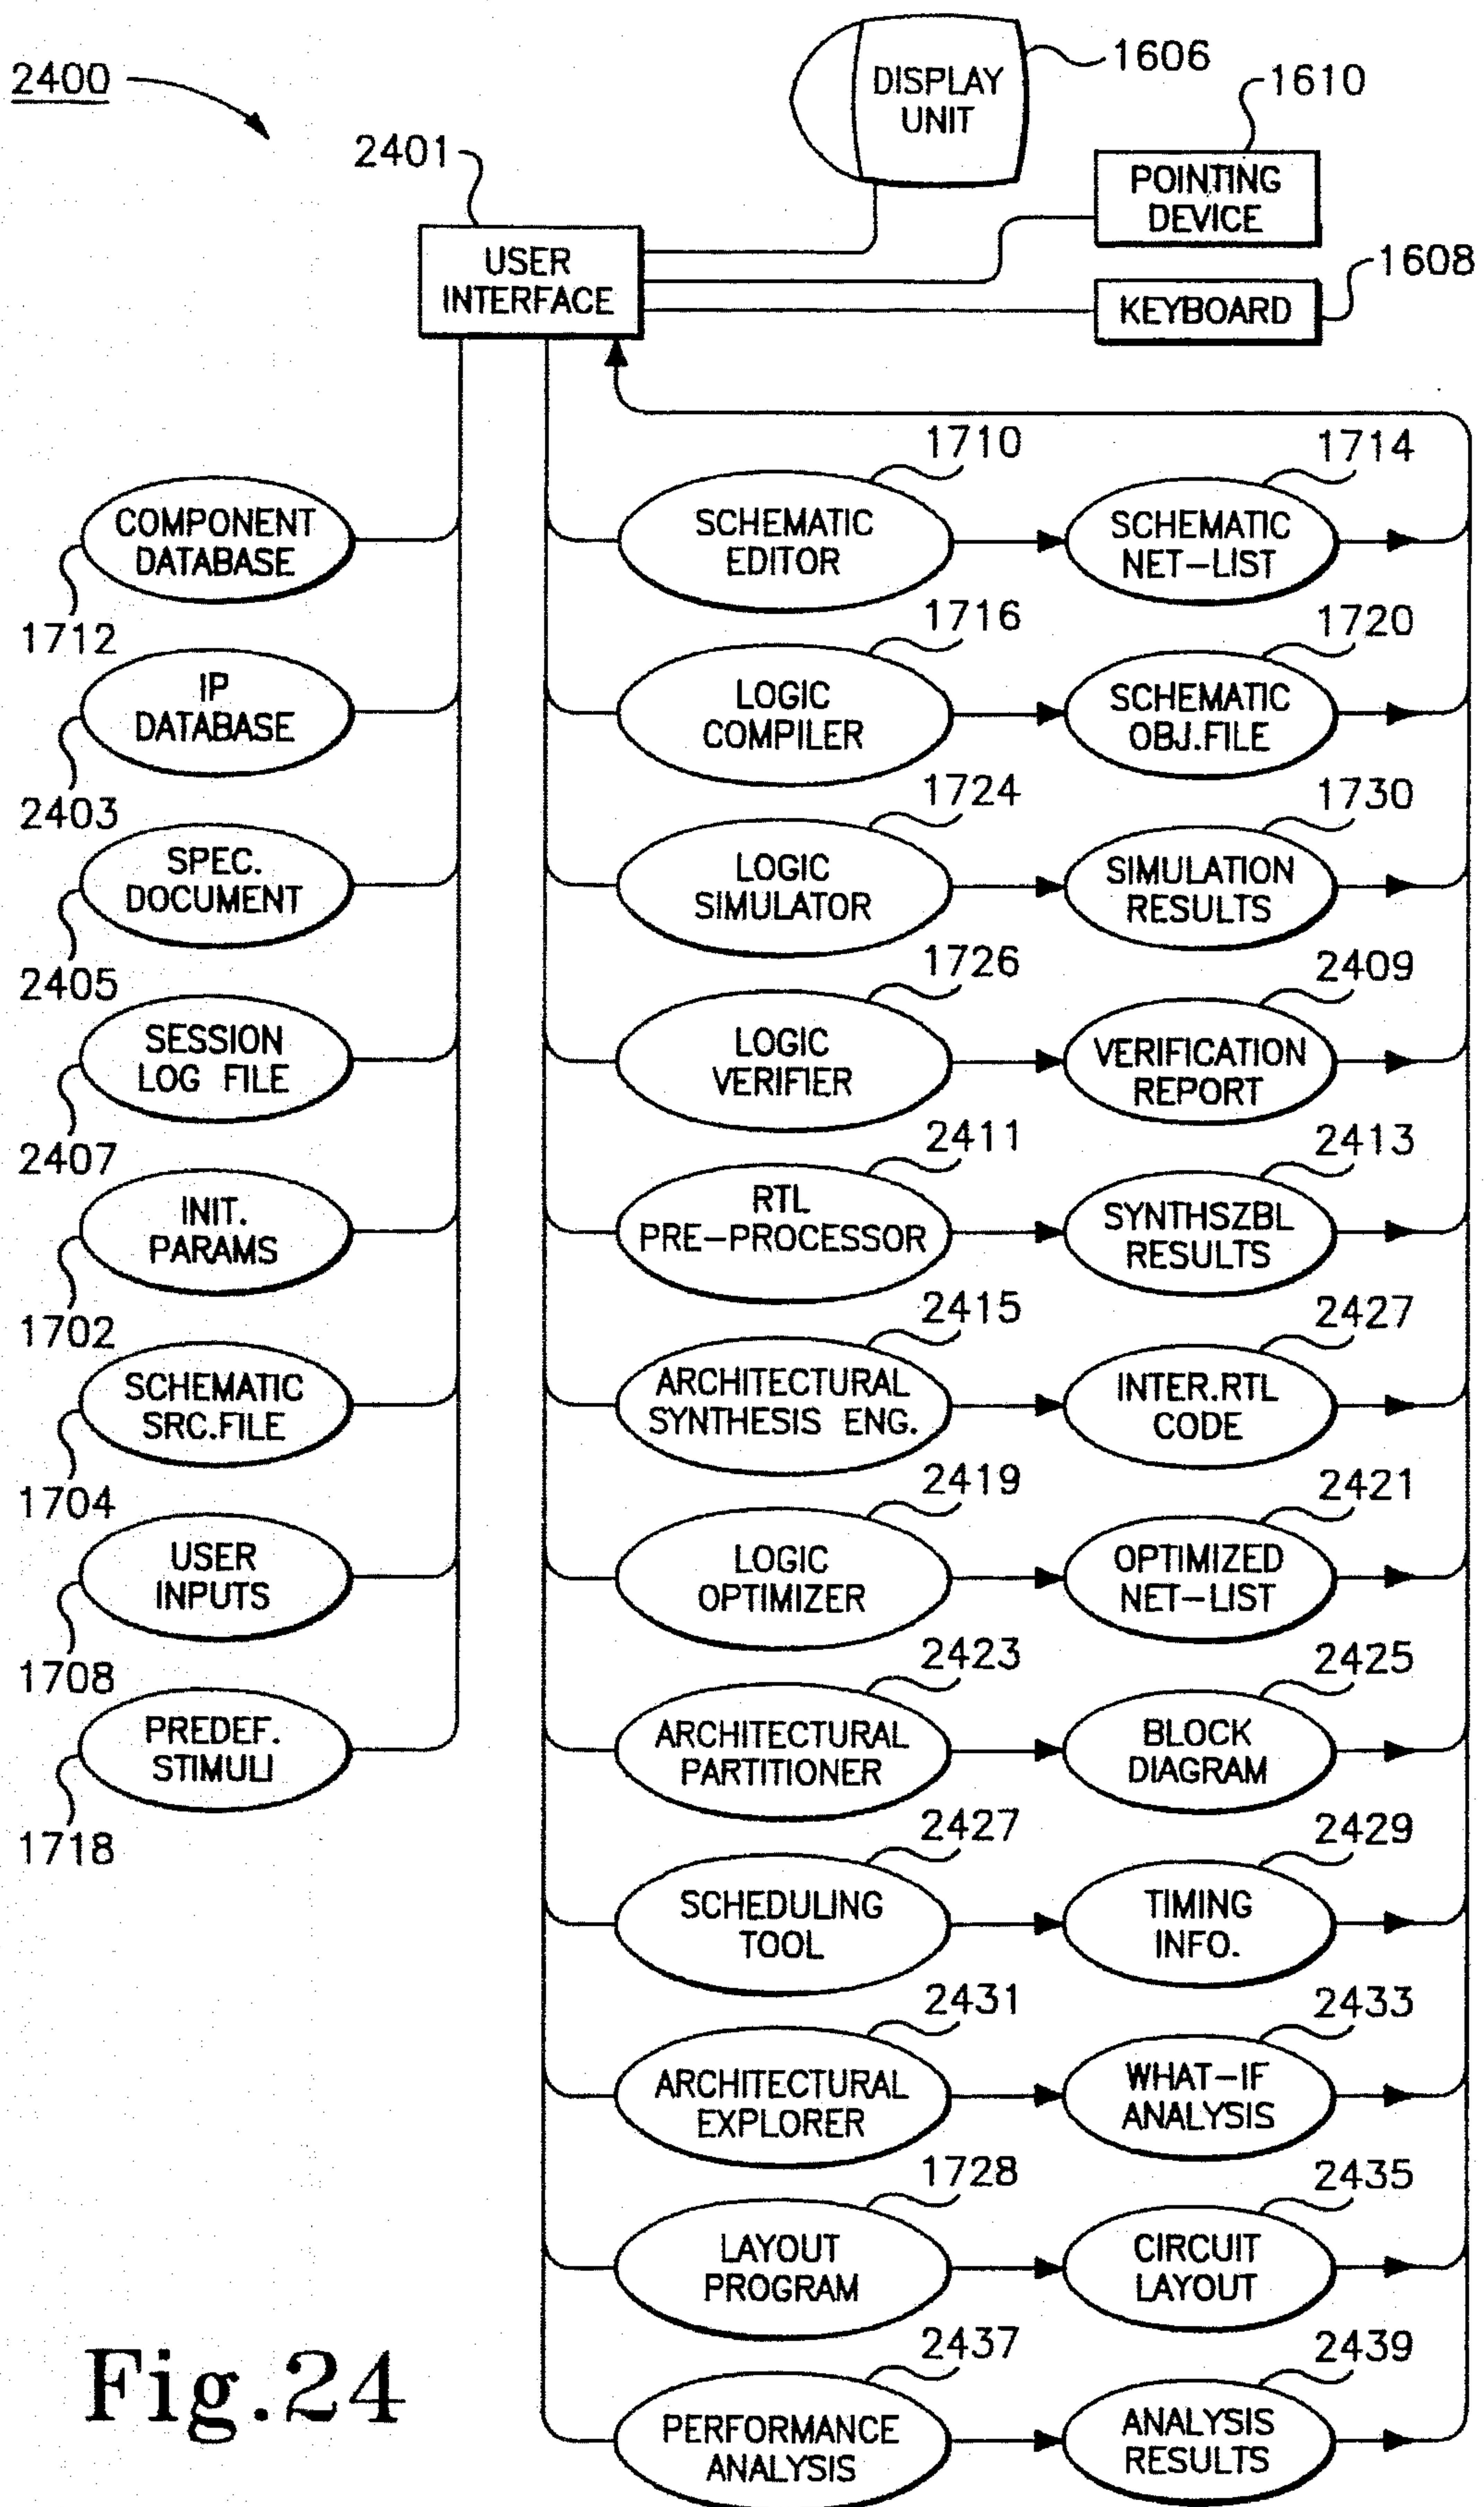 2400
DISPLAY
UNIT
1606
1610
2401
POINTING
DEVICE
USER
INTERFACE
1608
KEYBOARD
1710
1714
COMPONENT
DATABASE
SCHEMATIC
EDITOR
SCHEMATIC
NET-LIST
1712
1716
1720
IP
DATABASE
LOGIC
COMPILER
SCHEMATIC
OBJ.FILE
2403
1724
1730
SPEC.
DOCUMENT
LOGIC
SIMULATOR
SIMULATION
RESULTS
2405
1726
2409
SESSION
LOG FILE
LOGIC
VERIFIER
VERIFICATION
REPORT
2407
2411
2413
INIT.
PARAMS
RTL
PRE-PROCESSOR
SYNTHSZBL
RESULTS
1702
2415
2427
SCHEMATIC
SRC.FILE
ARCHITECTURAL
SYNTHESIS ENG.
INTER.RTL
CODE
1704
2419
2421
USER
INPUTS
LOGIC
OPTIMIZER
OPTIMIZED
NET-LIST
1708
2423
2425
PREDEF.
STIMULI
ARCHITECTURAL
PARTITIONER
BLOCK
DIAGRAM
1718
2427
2429
SCHEDULING
TOOL
TIMING
INFO.
2431
2433
ARCHITECTURAL
EXPLORER
WHAT-IF
ANALYSIS
1728
2435
LAYOUT
PROGRAM
CIRCUIT
LAYOUT
2437
2439
PERFORMANCE
ANALYSIS
ANALYSIS
RESULTS
Fig.24